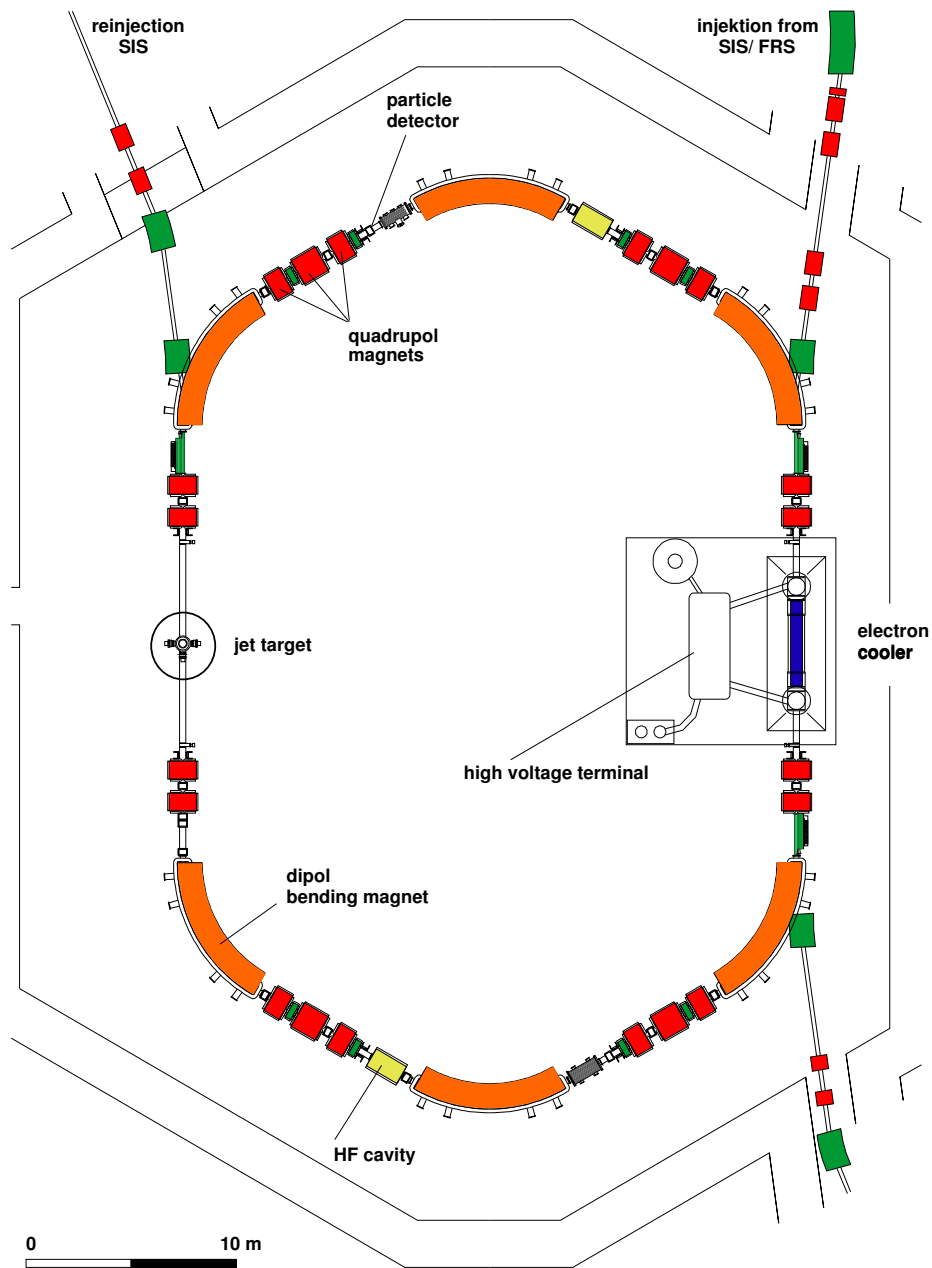 reinjection
SIS
injektion from
SIS/ FRS
particle
detector
quadrupol
magnets
jet target
electron
cooler
high voltage terminal
dipol
bending magnet
HF cavity
0 10 m